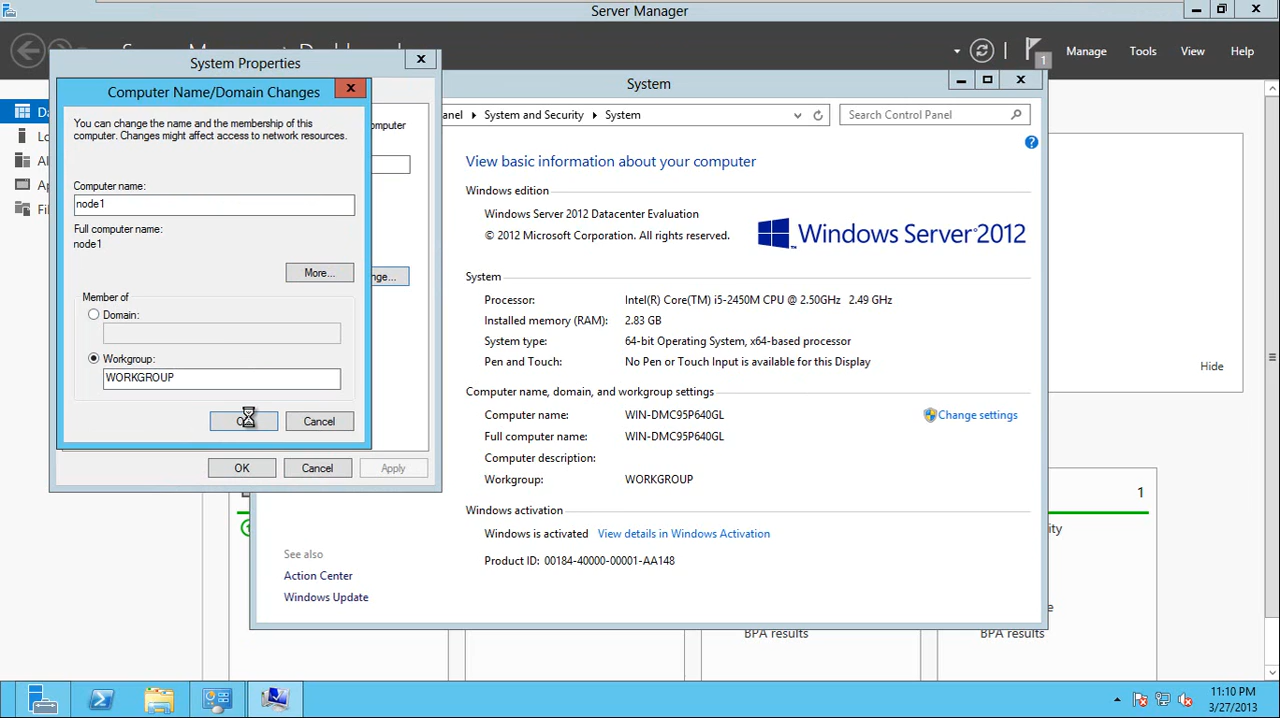 Server Manager
1
Manage
Tools
View
Help
System Properties
Computer Name/Domain Changes
You can change the name and the membership of this
computer. Changes might affect access to network resources.
Computer name:
node1
Full computer name:
node1
More...
Member of
Domain:
Workgroup:
WORKGROUP
Cancel
computer
nge...
OK
Cancel
Apply
System
anel
System and Security
System
Search Control Panel
View basic information about your computer
Windows edition
Windows Server 2012 Datacenter Evaluation
© 2012 Microsoft Corporation. All rights reserved.
Windows Server 2012
System
Processor: Intel(R) Core(TM) i5-2450M CPU @ 2.50GHz 2.49 GHz
Installed memory (RAM): 2.83 GB
System type: 64-bit Operating System, x64-based processor
Pen and Touch: No Pen or Touch Input is available for this Display
Computer name, domain, and workgroup settings
Computer name: WIN-DMC95P640GL
Change settings
Full computer name: WIN-DMC95P640GL
Computer description:
Workgroup: WORKGROUP
Windows activation
Windows is activated View details in Windows Activation
Product ID: 00184-40000-00001-AA148
See also
Action Center
Windows Update
Hide
1
BPA results
BPA results
11:10 PM
3/27/2013